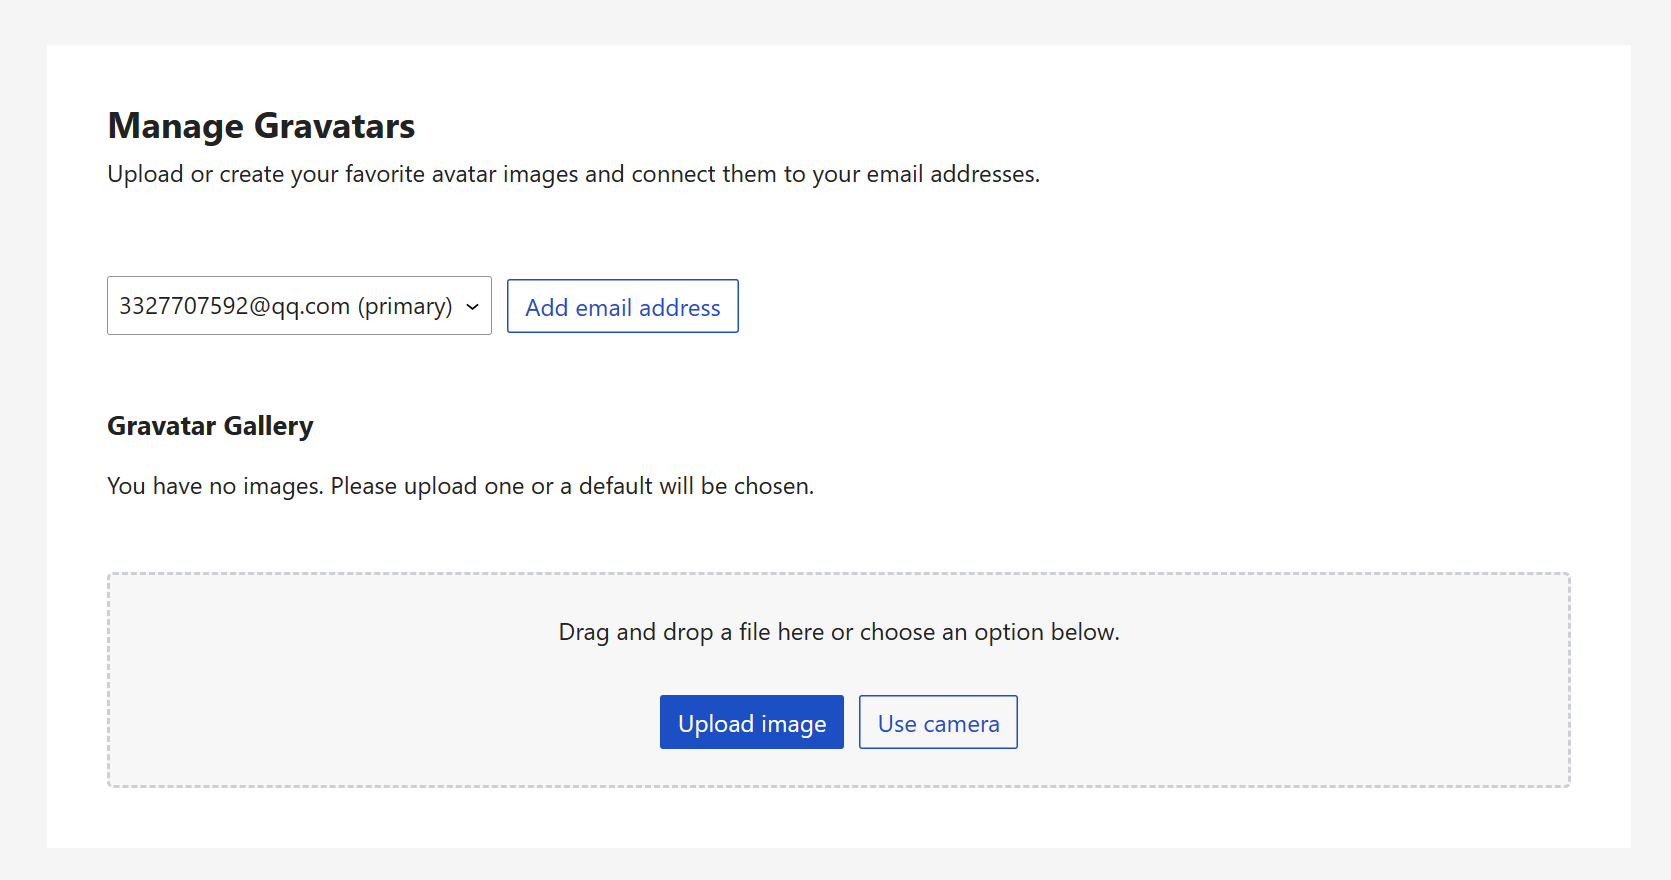 Manage Gravatars
Upload or create your favorite avatar images and connect them to your email addresses.
3327707592@qq.com (primary)
Add email address
Gravatar Gallery
You have no images. Please upload one or a default will be chosen.
Drag and drop a file here or choose an option below.
Upload image
Use camera